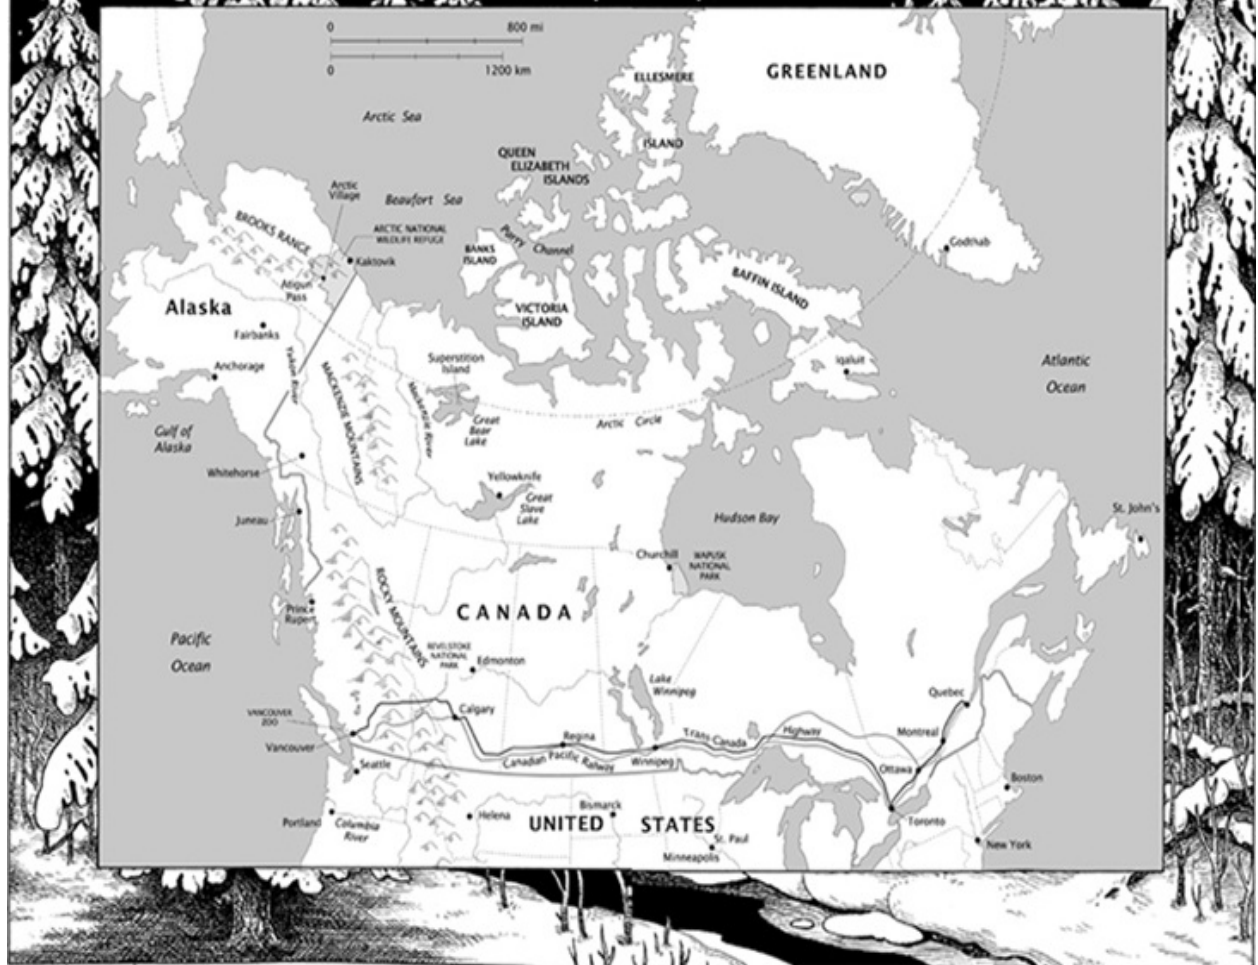 0 800 mi
0 1200 km
GREENLAND
ELLESMERE
ISLAND
Arctic Sea
QUEEN
ELIZABETH
ISLANDS
Arctic
Village
Beaufort Sea
BROOKS RANGE
ARCTIC NATIONAL
WILDLIFE REFUGE
Parry Channel
BANKS
ISLAND
Godthab
Kaktovik
Atigun
Pass
BAFFIN ISLAND
Alaska
VICTORIA
ISLAND
Fairbanks
Yukon River
Superstition
Island
Iqaluit
Atlantic
Ocean
Anchorage
MACKENZIE MOUNTAINS
Mackenzie River
Great
Bear
Lake
Arctic Circle
Gulf of
Alaska
Whitehorse
Yellowknife
Great
Slave
Lake
Juneau
Hudson Bay
St. John's
Churchill
WAPUSK
NATIONAL
PARK
ROCKY MOUNTAINS
CANADA
Prince
Rupert
Pacific
Ocean
REVELSTOKE
NATIONAL
PARK
Edmonton
Lake
Winnipeg
Quebec
VANCOUVER
ZOO
Calgary
Vancouver
Regina
Trans-Canada Highway
Montreal
Canadian Pacific Railway
Winnipeg
Seattle
Ottawa
Boston
Portland
Columbia
River
Helena
Bismarck
UNITED STATES
Toronto
St. Paul
Minneapolis
New York